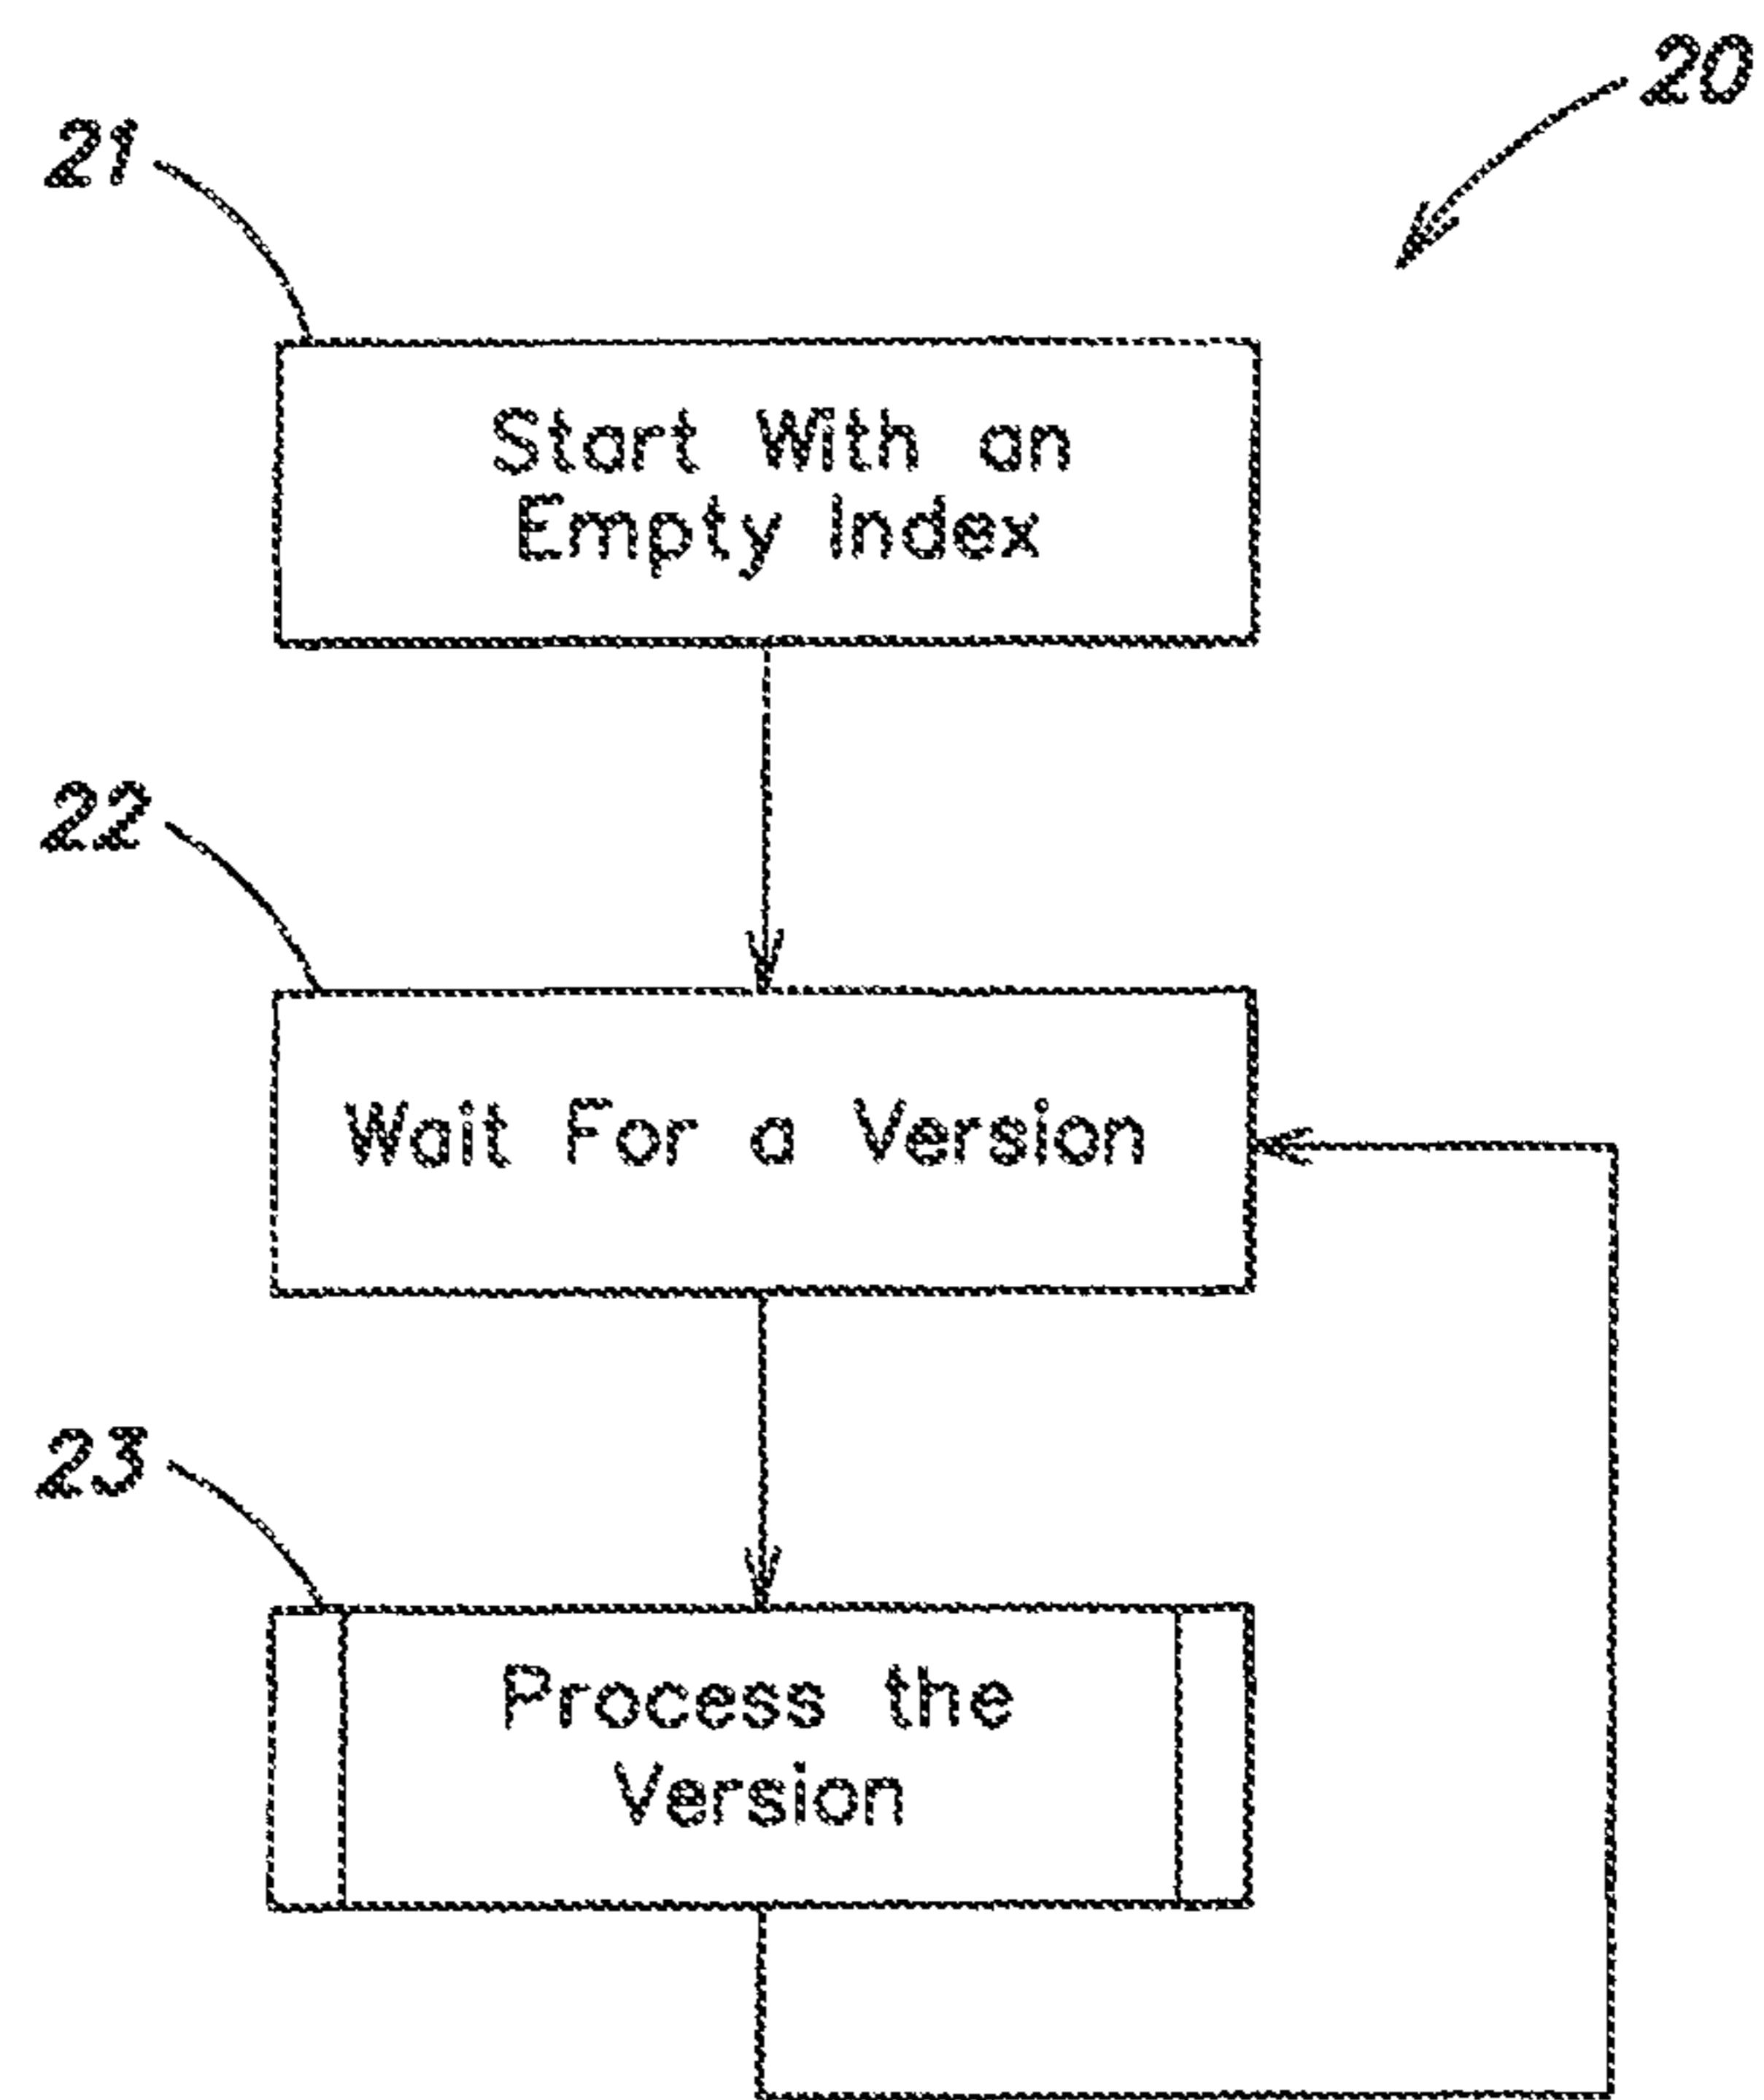 20
21
Start With an
Empty Index
22
Wait For a Version
23
Process the
Version